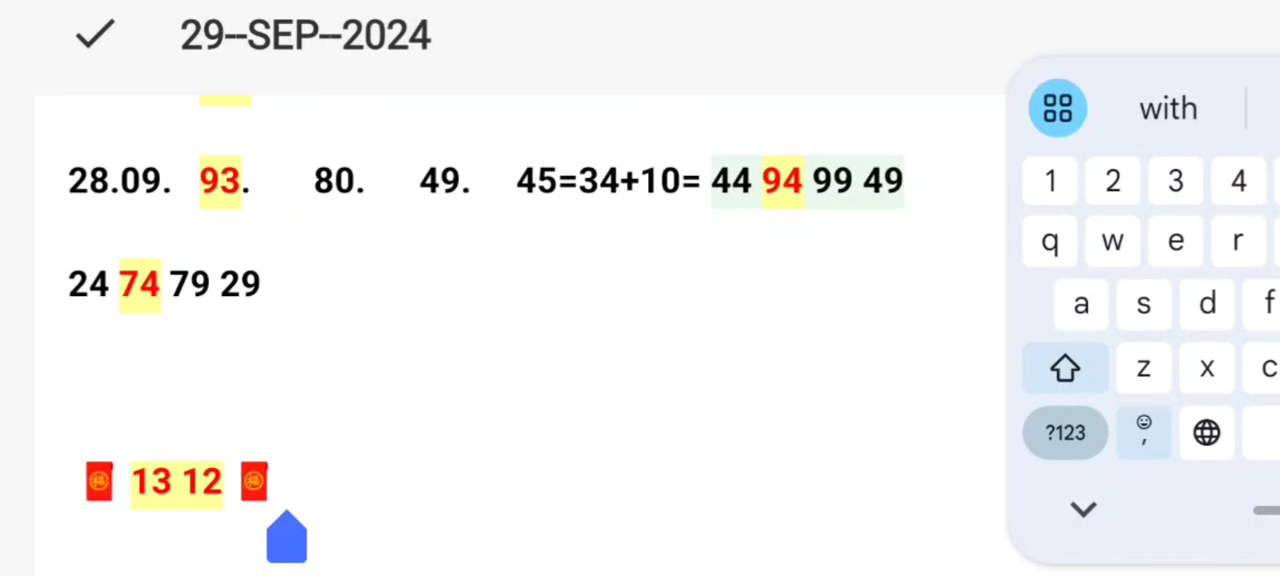 29--SEP--2024
28.09. 93. 80. 49. 45=34+10= 44 94 99 49
24 74 79 29
🧧 13 12 🧧
with
1 2 3 4
q w e r
a s d f
z x c
?123 ,